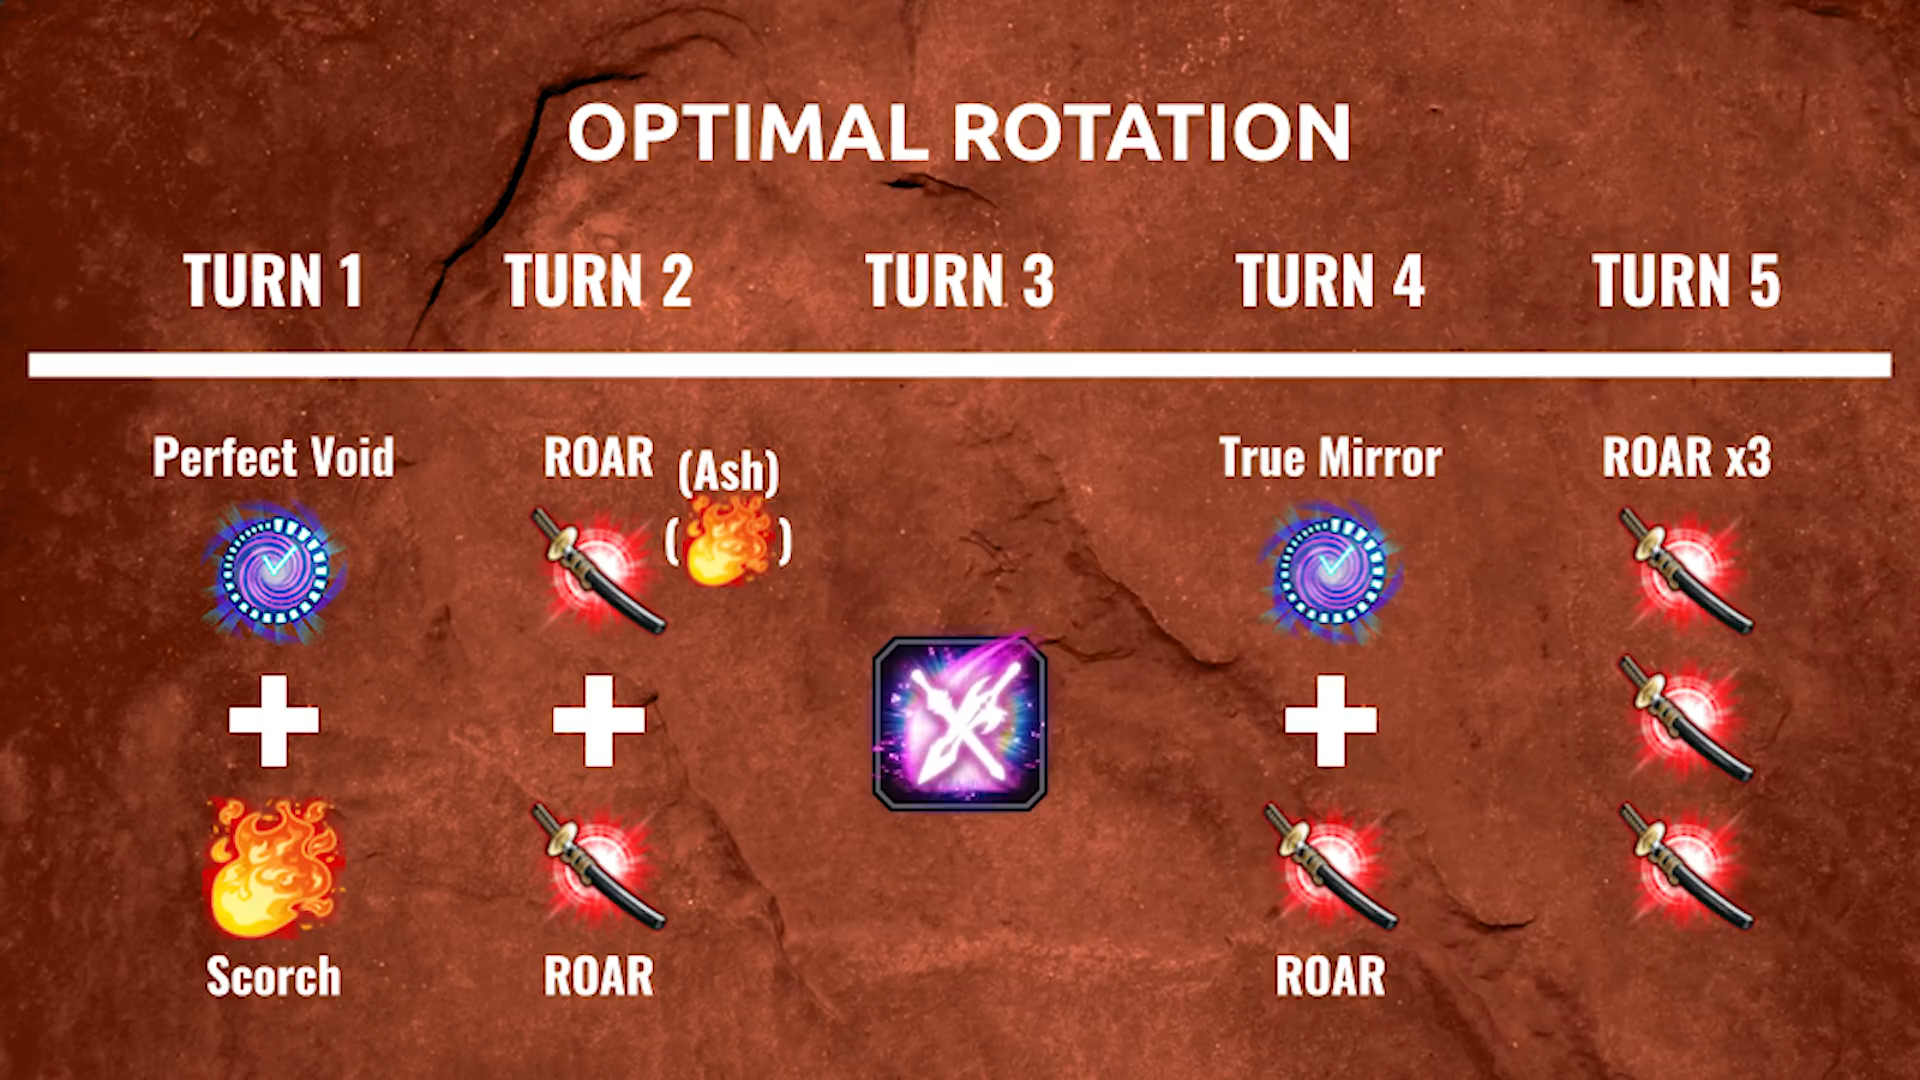 OPTIMAL ROTATION
TURN 1
TURN 2
TURN 3
TURN 4
TURN 5
Perfect Void
ROAR
(Ash)
( )
True Mirror
ROAR x3
Scorch
ROAR
ROAR